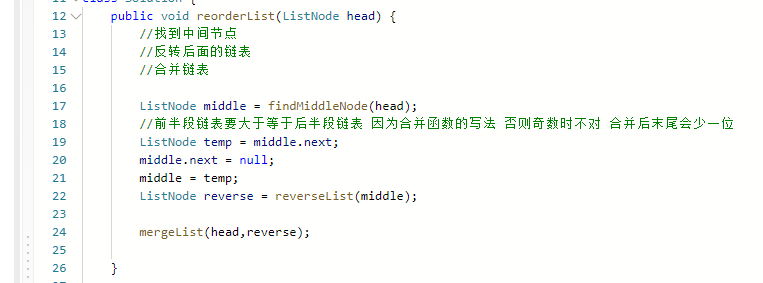 12 public void reorderList(ListNode head) {
13 //找到中间节点
14 //反转后面的链表
15 //合并链表
16
17 ListNode middle = findMiddleNode(head);
18 //前半段链表要大于等于后半段链表 因为合并函数的写法 否则奇数时不对 合并后末尾会少一位
19 ListNode temp = middle.next;
20 middle.next = null;
21 middle = temp;
22 ListNode reverse = reverseList(middle);
23
24 mergeList(head,reverse);
25
26 }